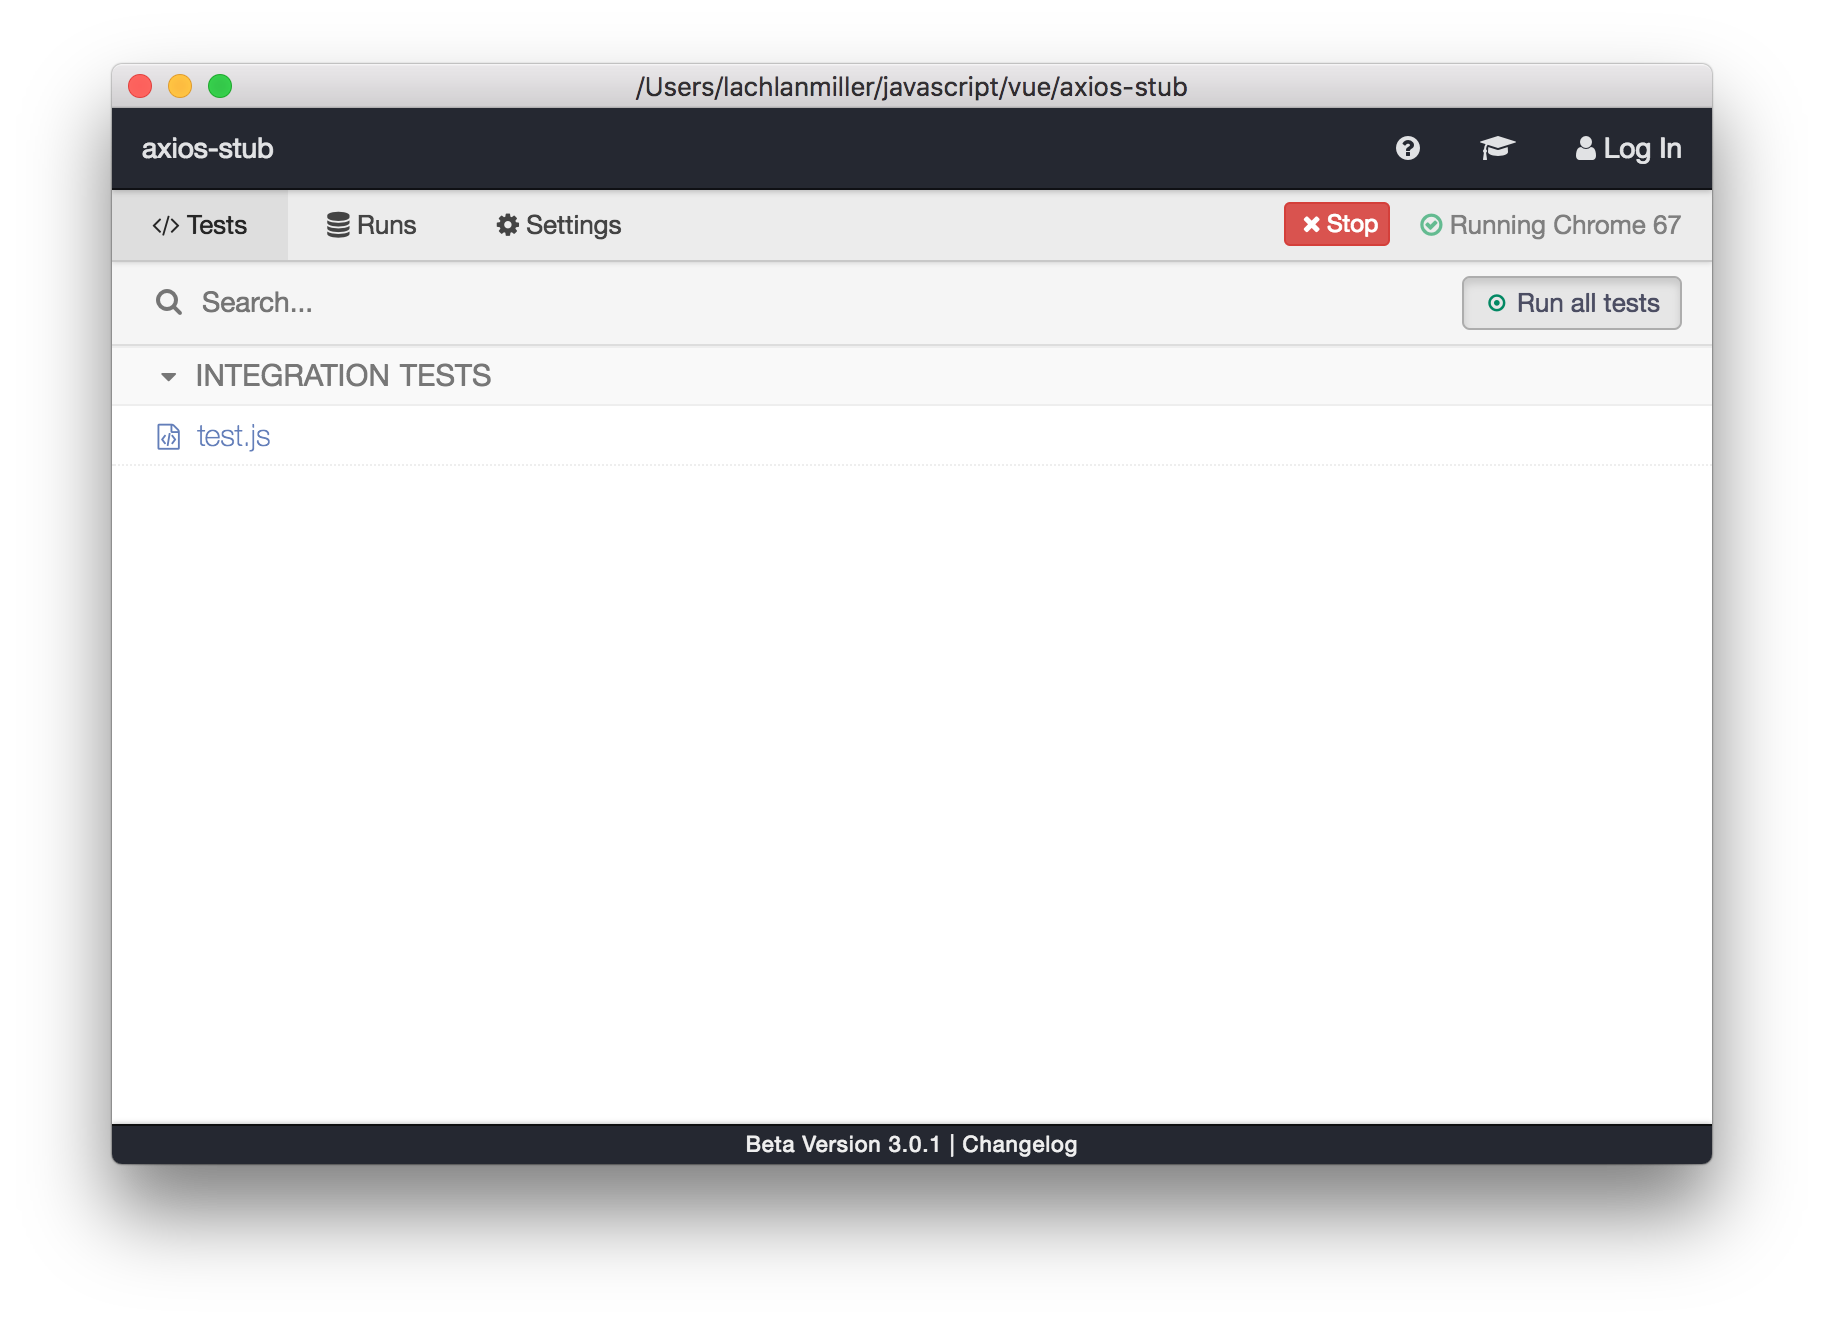 /Users/lachlanmiller/javascript/vue/axios-stub
axios-stub
Log In
Tests
Runs
Settings
Stop
Running Chrome 67
Search...
Run all tests
INTEGRATION TESTS
test.js
Beta Version 3.0.1 | Changelog